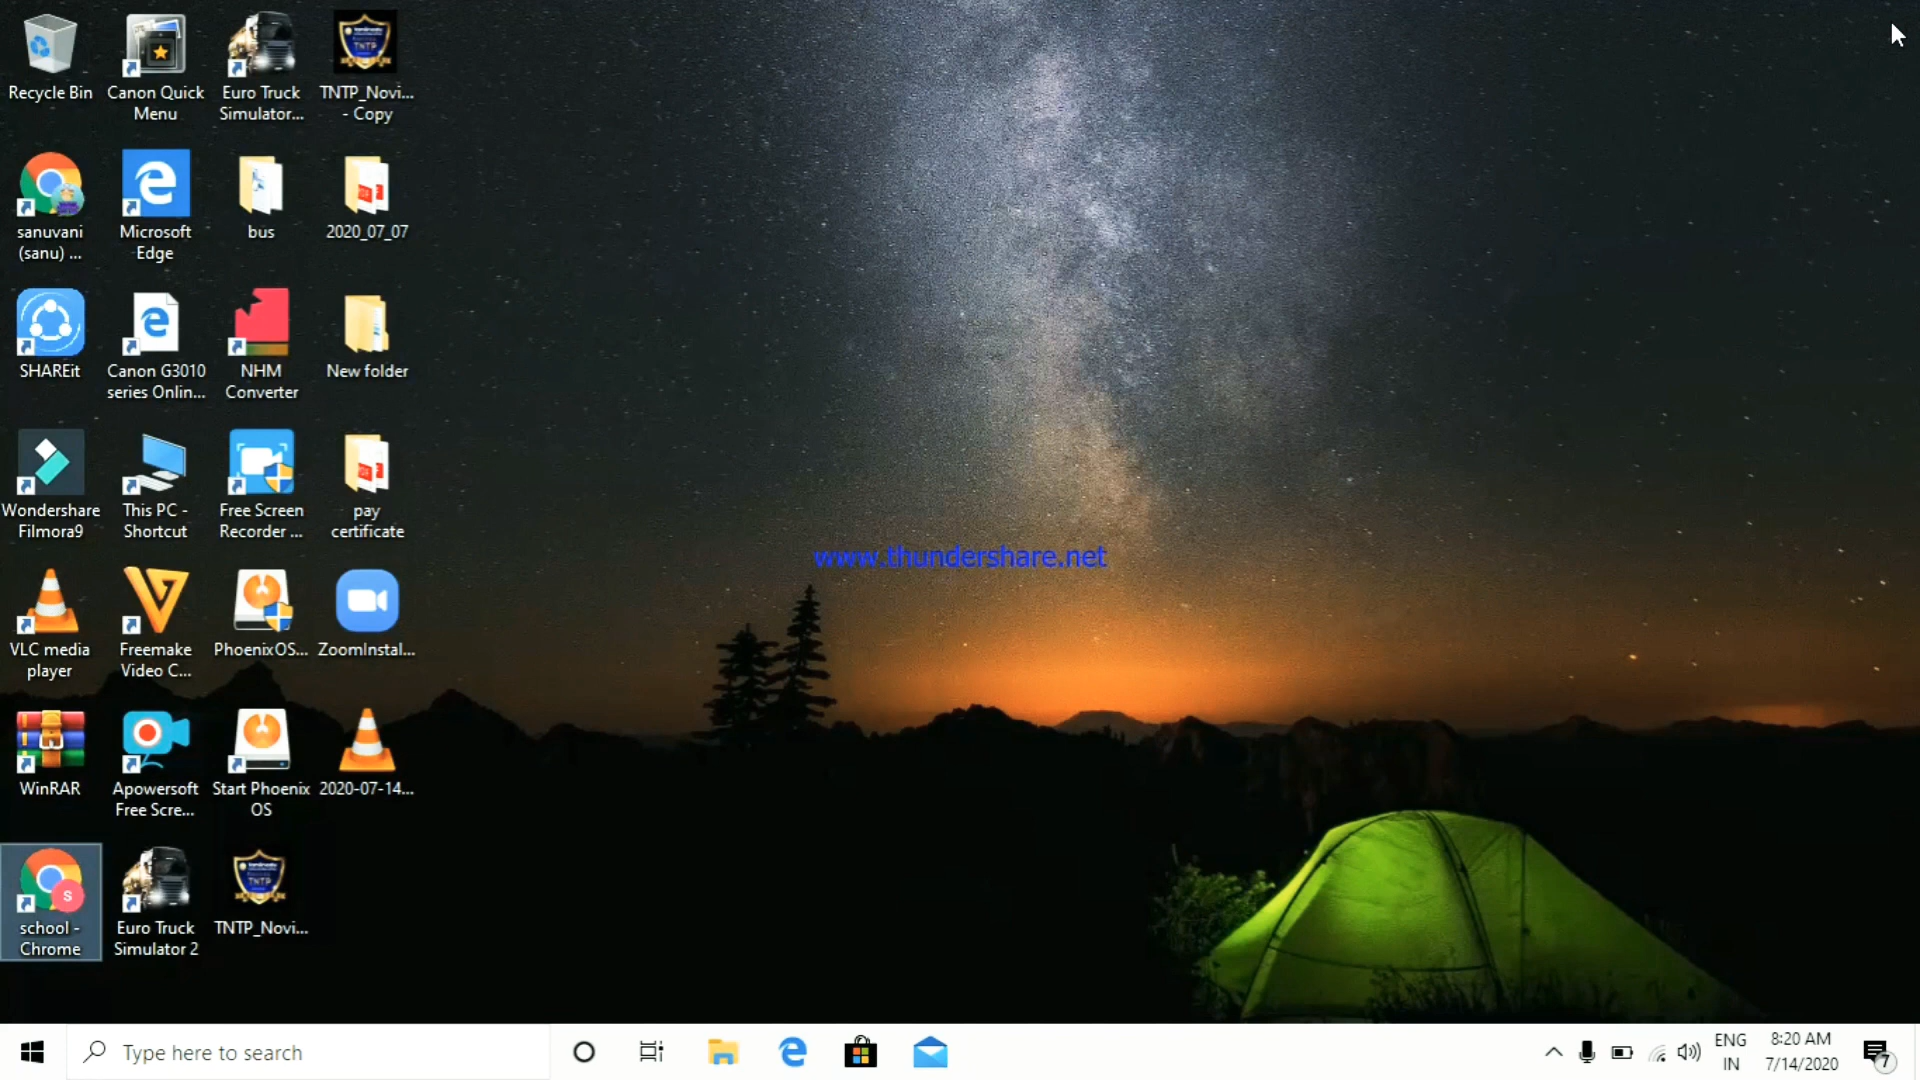 Recycle Bin
Canon Quick
Menu
Euro Truck
Simulator...
TNTP_Novi...
- Copy
sanuvani
(sanu) ...
Microsoft
Edge
bus
2020_07_07
SHAREit
Canon G3010
series Onlin...
NHM
Converter
New folder
Wondershare
Filmora9
This PC -
Shortcut
Free Screen
Recorder ...
pay
certificate
www.thundershare.net
VLC media
player
Freemake
Video C...
PhoenixOS...
ZoomInstal...
WinRAR
Apowersoft
Free Scre...
Start Phoenix
OS
2020-07-14...
school -
Chrome
Euro Truck
Simulator 2
TNTP_Novi...
Type here to search
ENG
IN
8:20 AM
7/14/2020
7